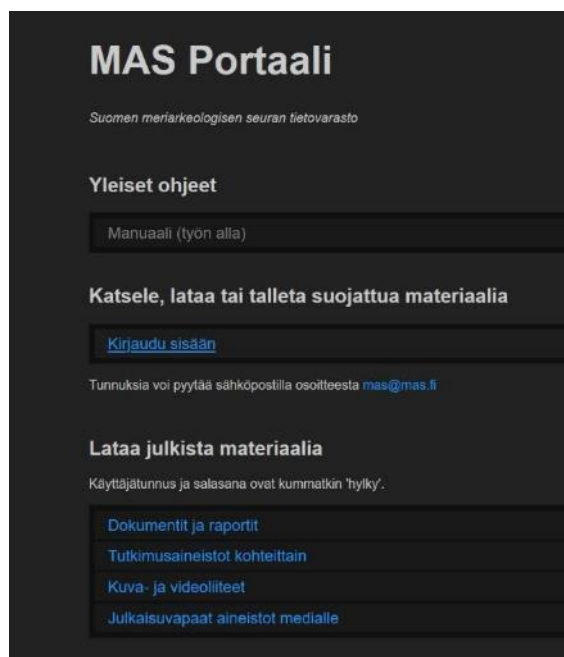 MAS Portaali
Suomen meriarkeologisen seuran tietovarasto
Yleiset ohjeet
Manuaali (työn alla)
Katsele, lataa tai talleta suojattua materiaalia
Kirjaudu sisään
Tunnuksia voi pyytää sähköpostilla osoitteesta mas@mas.fi
Lataa julkista materiaalia
Käyttäjätunnus ja salasana ovat kummatkin 'hylky'.
Dokumentit ja raportit
Tutkimusaineistot kohteittain
Kuva- ja videoliiteet
Julkaisuvapaat aineistot medialle